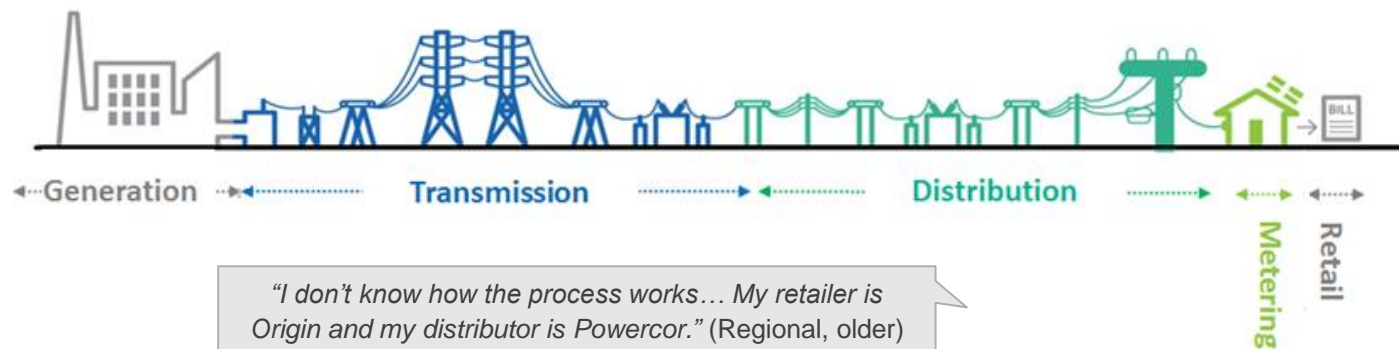 BILL
Generation
Transmission
Distribution
Metering
Retail
“I don’t know how the process works… My retailer is
Origin and my distributor is Powercor.” (Regional, older)